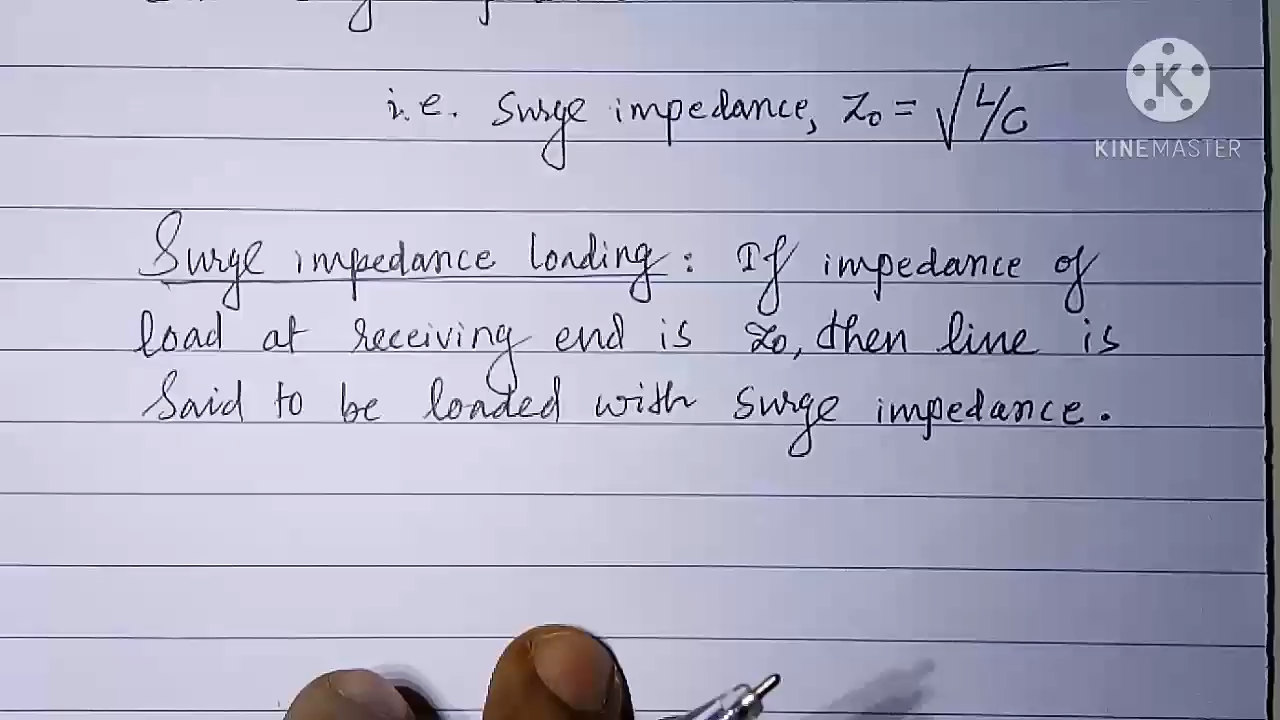 i.e. Surge impedance, Z₀ = √L/C
K
KINEMASTER
Surge impedance loading : If impedance of
load at receiving end is Z₀, then line is
Said to be loaded with surge impedance.